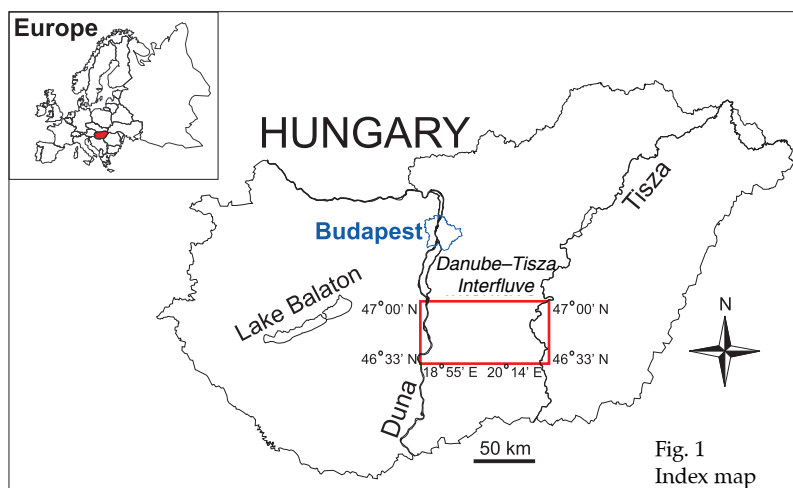 Europe
HUNGARY
Tisza
Budapest
Danube–Tisza
Interfluve
Lake Balaton
47°00' N
47°00' N
46°33' N
46°33' N
18°55' E
20°14' E
N
Duna
50 km
Fig. 1
Index map